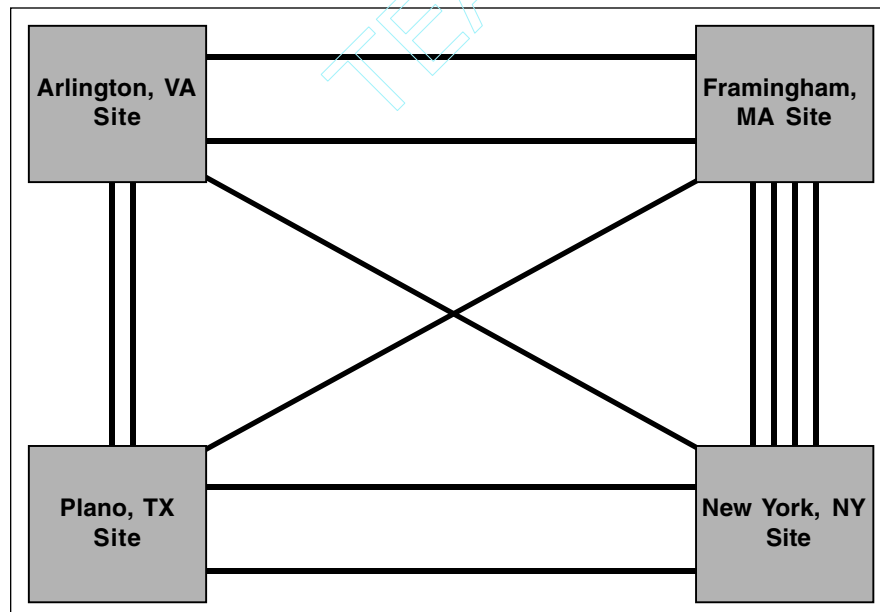 Arlington, VA
Site
Framingham,
MA Site
Plano, TX
Site
New York, NY
Site